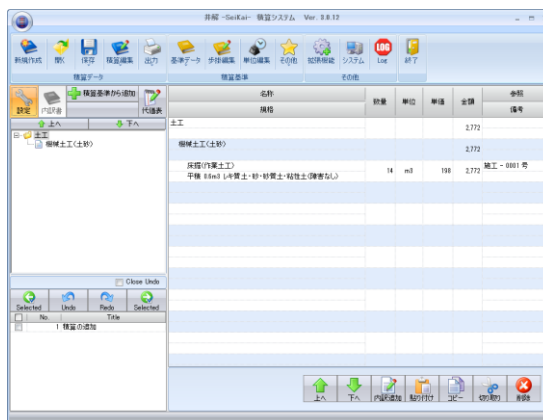 井解 -SeiKai- 積算システム Ver. 0.8.12
新規作成 開く 保存 積算編集 出力 基準データ 歩掛編集 単位編集 その他 拡張機能 システム Log 終了
積算データ 積算基準 その他
設定 内訳書 積算基準から追加 代価表
上へ 下へ
土工
機械土工(土砂)
名称 数量 単位 単価 金額 参照
規格 備考
土工 2,772
機械土工(土砂) 2,772
床掘(作業土工) 施工 - 0001 号
平積 0.6m3 レキ質土・砂・砂質土・粘性土(障害なし) 14 m3 198 2,772
Close Undo
Selected Undo Redo Selected
No. Title
1 積算の追加
上へ 下へ 内訳追加 貼り付け コピー 切り取り 削除